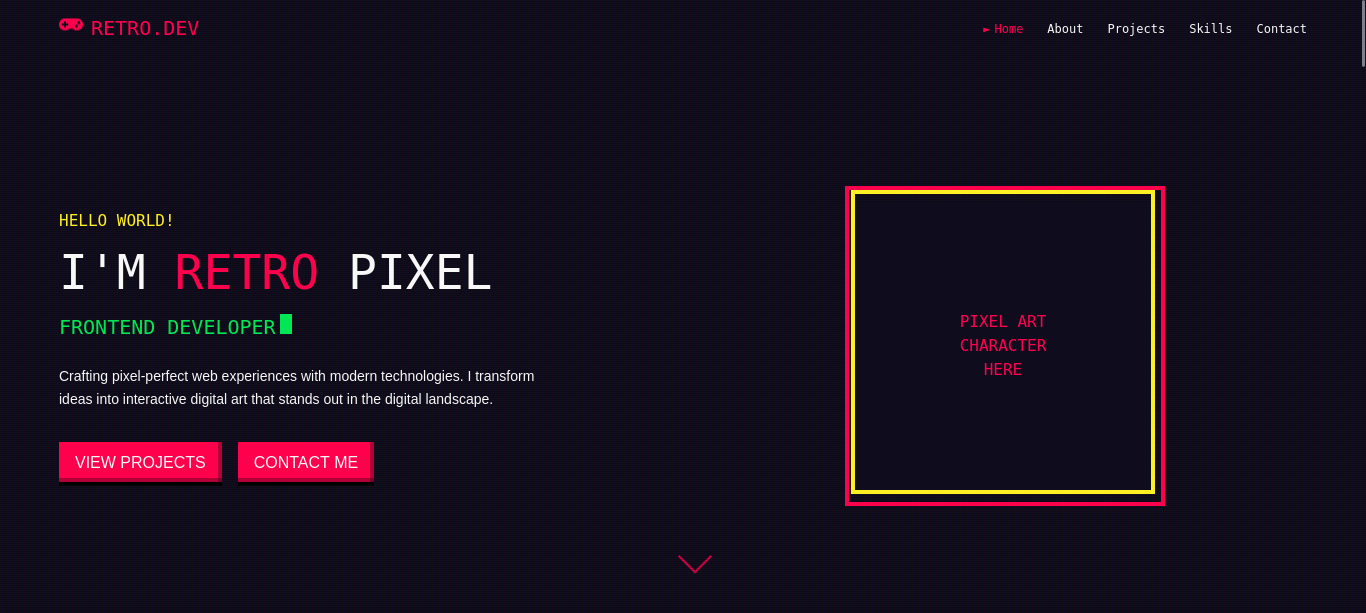 RETRO.DEV
► Home About Projects Skills Contact
HELLO WORLD!
I'M RETRO PIXEL
FRONTEND DEVELOPER
Crafting pixel-perfect web experiences with modern technologies. I transform
ideas into interactive digital art that stands out in the digital landscape.
VIEW PROJECTS
CONTACT ME
PIXEL ART
CHARACTER
HERE